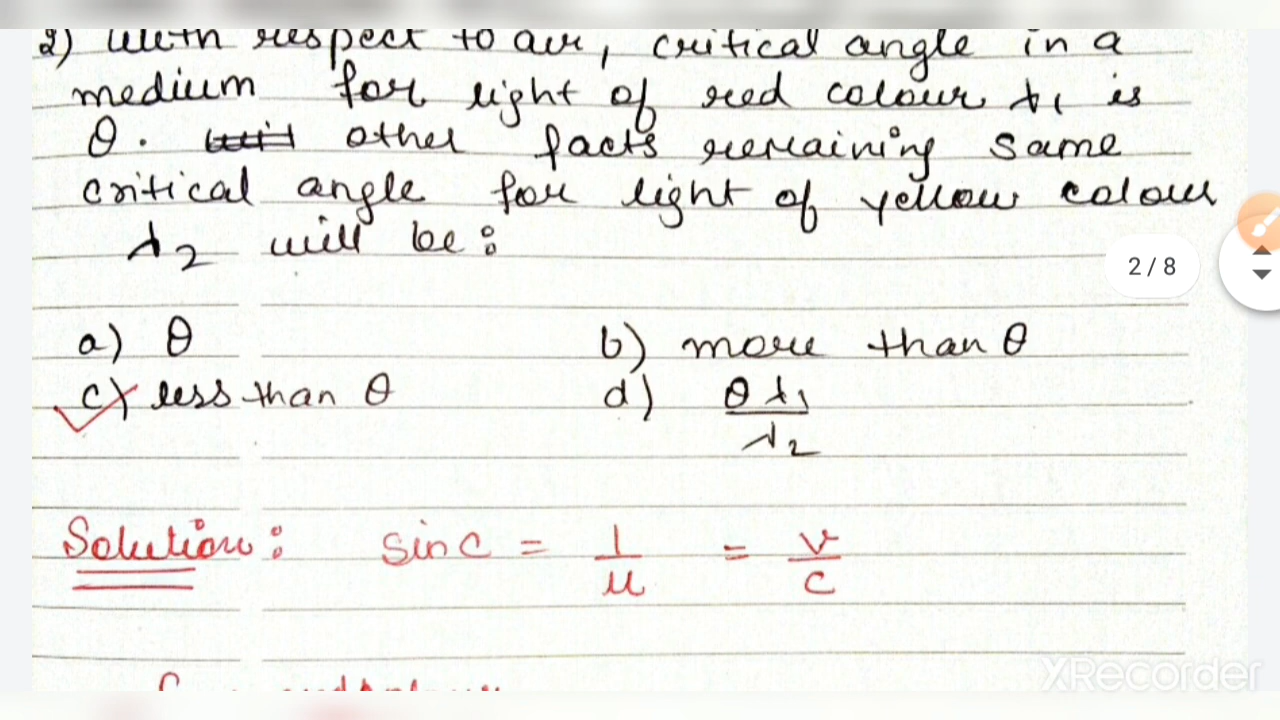 2) with respect to air, critical angle in a
medium for light of red colour λ1 is
θ. other facts remaining same
critical angle for light of yellow colour
λ2 will be:
2 / 8
a) θ b) more than θ
c) less than θ d) θ λ1
λ2
Solution: sin c = 1 = v
μ c
XRecorder